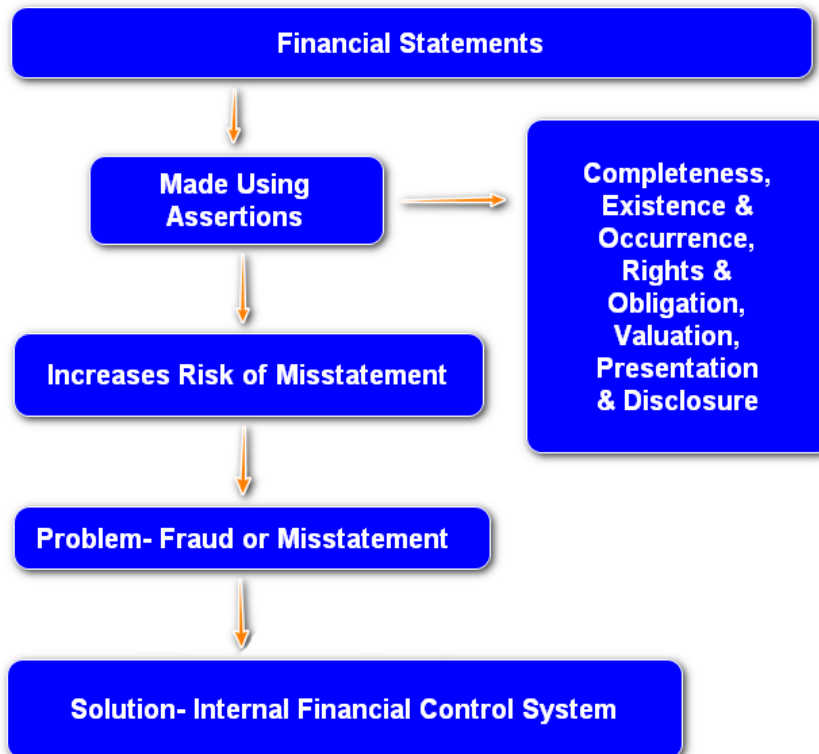 Financial Statements
Made Using
Assertions
Completeness,
Existence &
Occurrence,
Rights &
Obligation,
Valuation,
Presentation
& Disclosure
Increases Risk of Misstatement
Problem- Fraud or Misstatement
Solution- Internal Financial Control System